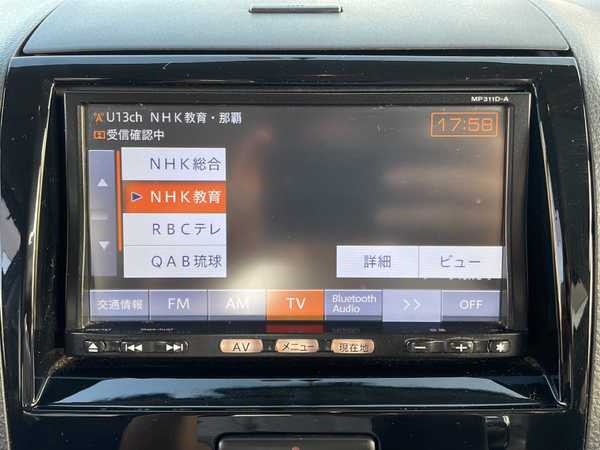 MP311D-A
U13ch NHK教育・那覇
受信確認中
17:58
NHK総合
NHK教育
RBCテレ
QAB琉球
詳細 ビュー
交通情報 FM AM TV Bluetooth Audio >> OFF
AV メニュー 現在地